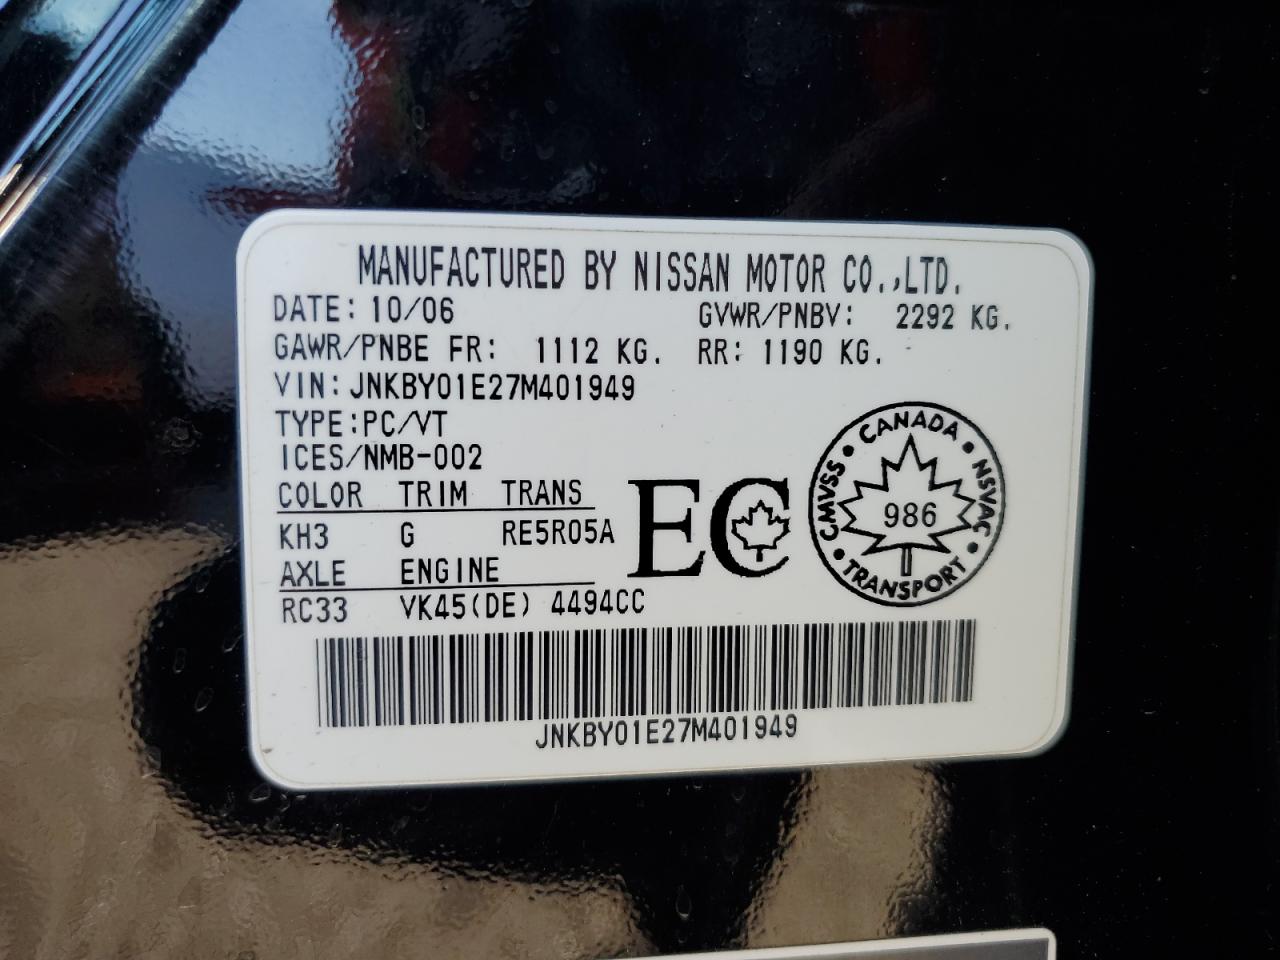 MANUFACTURED BY NISSAN MOTOR CO.,LTD.
DATE: 10/06 GVWR/PNBV: 2292 KG.
GAWR/PNBE FR: 1112 KG. RR: 1190 KG.
VIN: JNKBY01E27M401949
TYPE:PC/VT
ICES/NMB-002
COLOR TRIM TRANS
KH3 G RE5R05A
AXLE ENGINE
RC33 VK45(DE) 4494CC
EC
CANADA
CMVSS • NSVAC
986
TRANSPORT
JNKBY01E27M401949